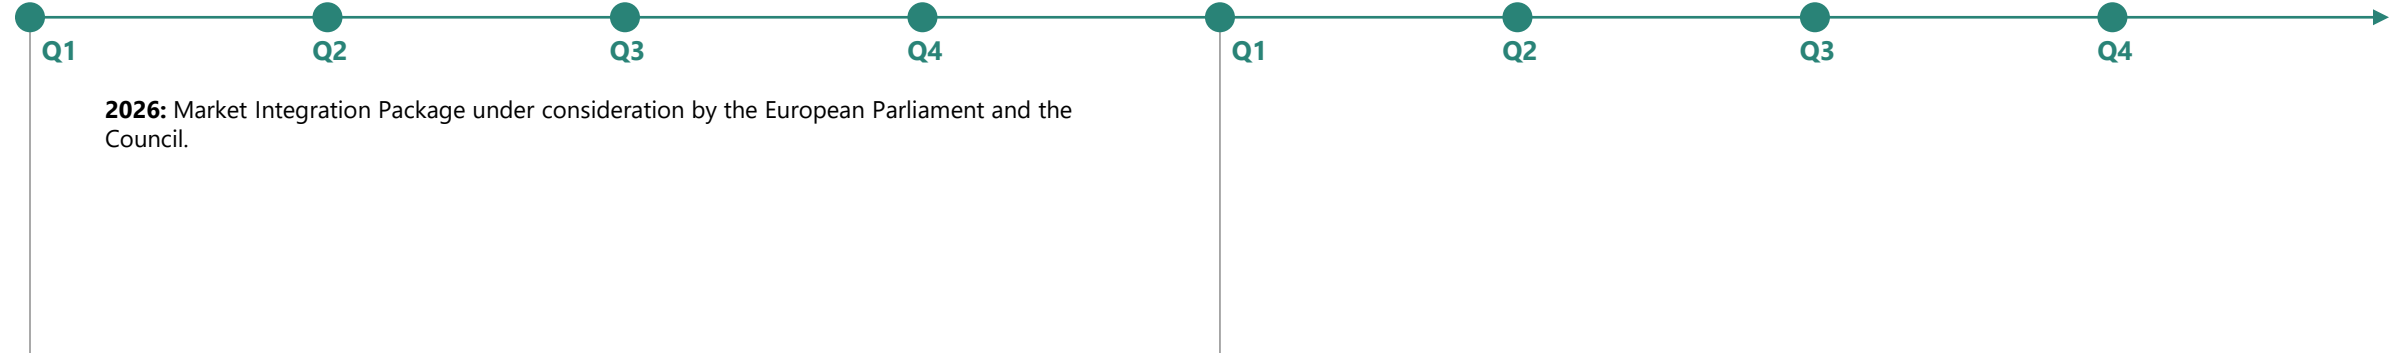 Q1 Q2 Q3 Q4 Q1 Q2 Q3 Q4
2026: Market Integration Package under consideration by the European Parliament and the
Council.